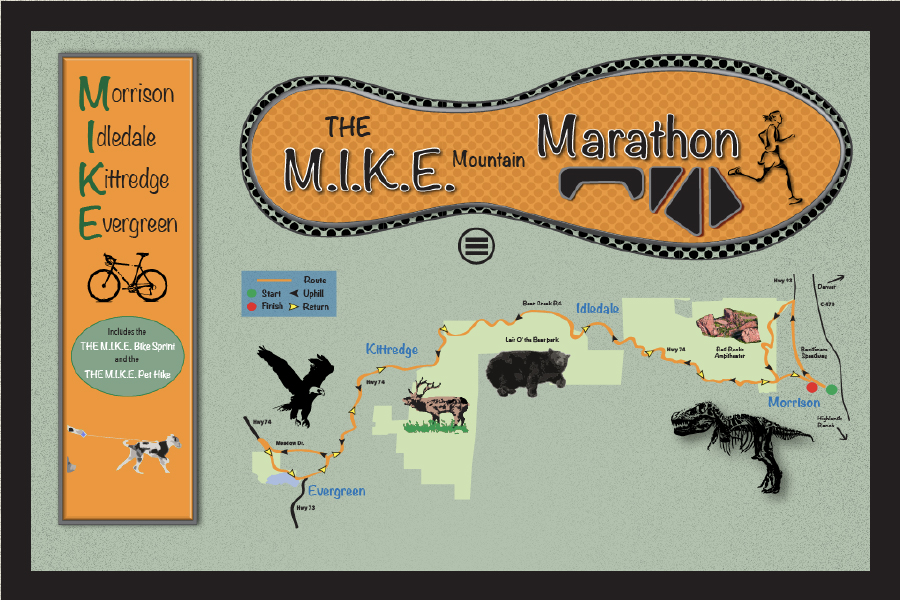 Morrison
Idledale
Kittredge
Evergreen
Includes the
THE M.I.K.E. Bike Sprint
and the
THE M.I.K.E. Pet Hike
THE
M.I.K.E. Mountain Marathon
Route
Start
Uphill
Finish
Return
Hwy 93
Denver
C-470
Bear Creek Rd.
Idledale
Lair O' the Bear park
Kittredge
Hwy 74
Red Rocks
Ampitheater
Bandimere
Speedway
Hwy 74
Morrison
Highlands
Ranch
Hwy 74
Meadow Dr.
Evergreen
Hwy 73